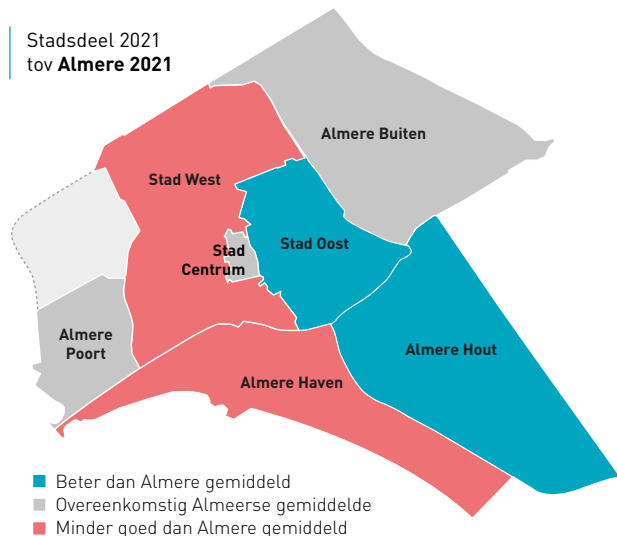 Stadsdeel 2021
tov Almere 2021
Almere Buiten
Stad West
Stad Oost
Stad
Centrum
Almere
Poort
Almere Hout
Almere Haven
Beter dan Almere gemiddeld
Overeenkomstig Almeerse gemiddelde
Minder goed dan Almere gemiddeld